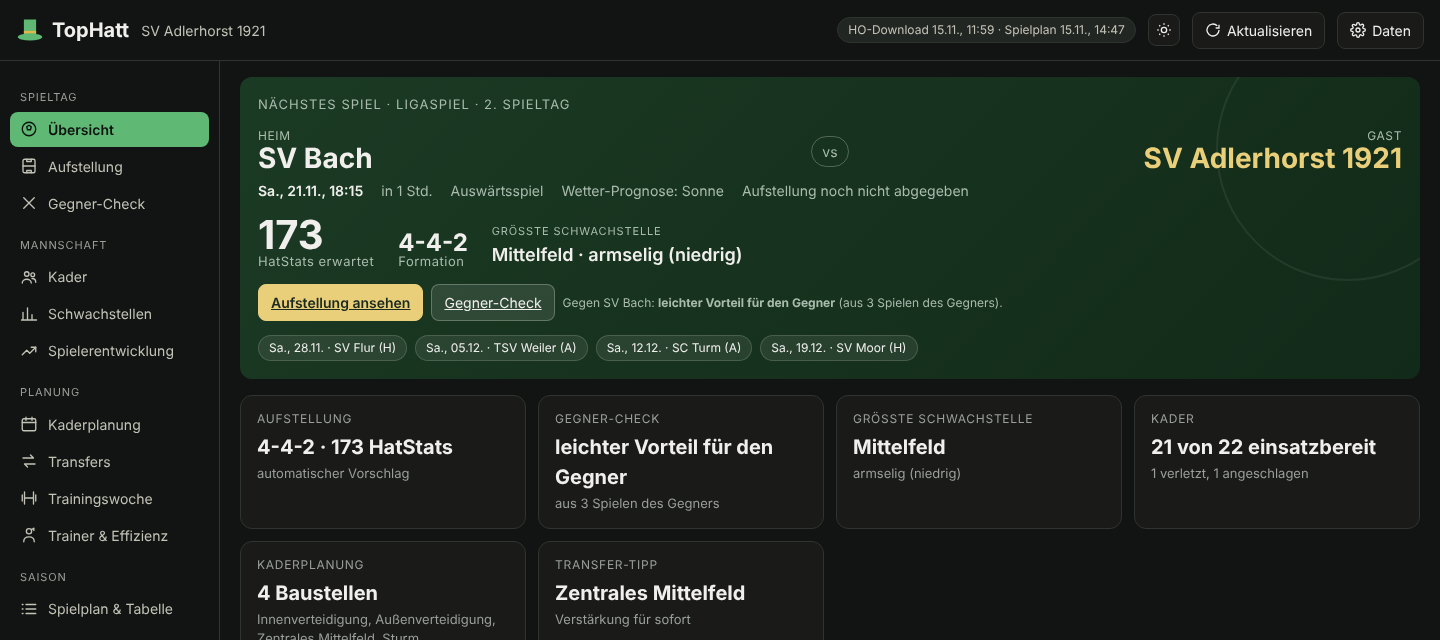 TopHatt SV Adlerhorst 1921
HO-Download 15.11., 11:59 · Spielplan 15.11., 14:47
Aktualisieren
Daten
SPIELTAG
Übersicht
Aufstellung
Gegner-Check
MANNSCHAFT
Kader
Schwachstellen
Spielerentwicklung
PLANUNG
Kaderplanung
Transfers
Trainingswoche
Trainer & Effizienz
SAISON
Spielplan & Tabelle
NÄCHSTES SPIEL · LIGASPIEL · 2. SPIELTAG
HEIM
SV Bach
vs
GAST
SV Adlerhorst 1921
Sa., 21.11., 18:15 in 1 Std. Auswärtsspiel Wetter-Prognose: Sonne Aufstellung noch nicht abgegeben
173
HatStats erwartet
4-4-2
Formation
GRÖSSTE SCHWACHSTELLE
Mittelfeld · armselig (niedrig)
Aufstellung ansehen
Gegner-Check
Gegen SV Bach: leichter Vorteil für den Gegner (aus 3 Spielen des Gegners).
Sa., 28.11. · SV Flur (H)
Sa., 05.12. · TSV Weiler (A)
Sa., 12.12. · SC Turm (A)
Sa., 19.12. · SV Moor (H)
AUFSTELLUNG
4-4-2 · 173 HatStats
automatischer Vorschlag
GEGNER-CHECK
leichter Vorteil für den
Gegner
aus 3 Spielen des Gegners
GRÖSSTE SCHWACHSTELLE
Mittelfeld
armselig (niedrig)
KADER
21 von 22 einsatzbereit
1 verletzt, 1 angeschlagen
KADERPLANUNG
4 Baustellen
Innenverteidigung, Außenverteidigung,
Zentrales Mittelfeld, Sturm
TRANSFER-TIPP
Zentrales Mittelfeld
Verstärkung für sofort